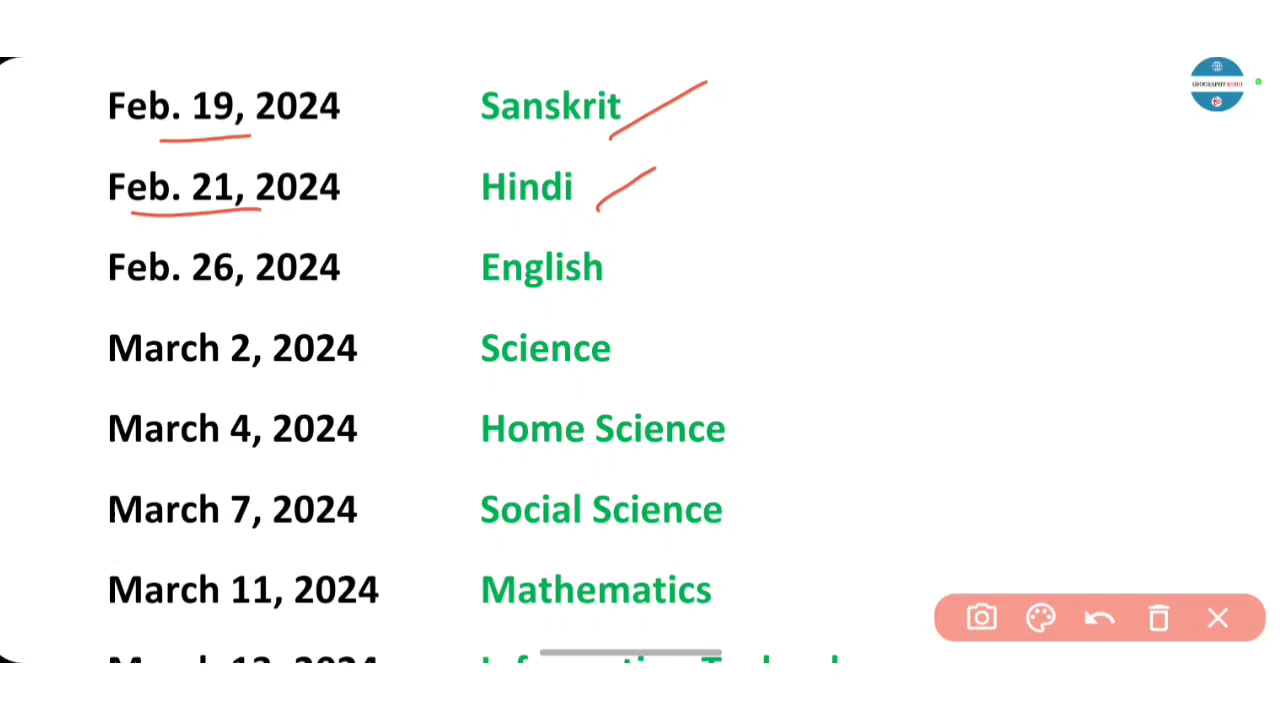 Feb. 19, 2024 Sanskrit
Feb. 21, 2024 Hindi
Feb. 26, 2024 English
March 2, 2024 Science
March 4, 2024 Home Science
March 7, 2024 Social Science
March 11, 2024 Mathematics